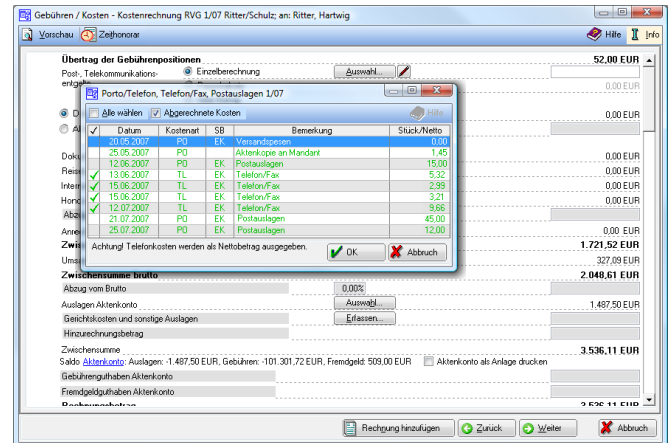 Gebühren / Kosten - Kostenrechnung RVG 1/07 Ritter/Schulz; an: Ritter, Hartwig
Vorschau Zeithonorar Hilfe Info
Übertrag der Gebührenpositionen 52,00 EUR
Post-, Telekommunikations- Einzelberechnung Auswahl...
entgelte 0,00 EUR
Porto/Telefon, Telefon/Fax, Postauslagen 1/07
Alle wählen Abgerechnete Kosten Hilfe
Datum Kostenart SB Bemerkung Stück/Netto
20.05.2007 PO EK Versandspesen 0,00
25.05.2007 PO Aktenkopie an Mandant 1,45
12.06.2007 PO EK Postauslagen 15,00
13.06.2007 TL EK Telefon/Fax 5,32
15.06.2007 TL EK Telefon/Fax 2,99
15.06.2007 TL EK Telefon/Fax 3,21
12.07.2007 TL EK Telefon/Fax 9,66
21.07.2007 PO EK Postauslagen 45,00
25.07.2007 PO EK Postauslagen 12,00
Achtung! Telefonkosten werden als Nettobetrag ausgegeben. OK Abbruch
0,00 EUR
0,00 EUR
0,00 EUR
0,00 EUR
0,00 EUR
0,00 EUR
1.721,52 EUR
327,09 EUR
Zwischensumme brutto 2.048,61 EUR
Abzug vom Brutto 0,00%
Auslagen Aktenkonto Auswahl... 1.487,50 EUR
Gerichtskosten und sonstige Auslagen Erfassen...
Hinzurechnungsbetrag
Zwischensumme 3.536,11 EUR
Saldo Aktenkonto: Auslagen: -1.487,50 EUR, Gebühren: -101.301,72 EUR, Fremdgeld: 509,00 EUR Aktenkonto als Anlage drucken
Gebührenguthaben Aktenkonto
Fremdgeldguthaben Aktenkonto
Rechnungsbetrag 3.536,11 EUR
Rechnung hinzufügen Zurück Weiter Abbruch